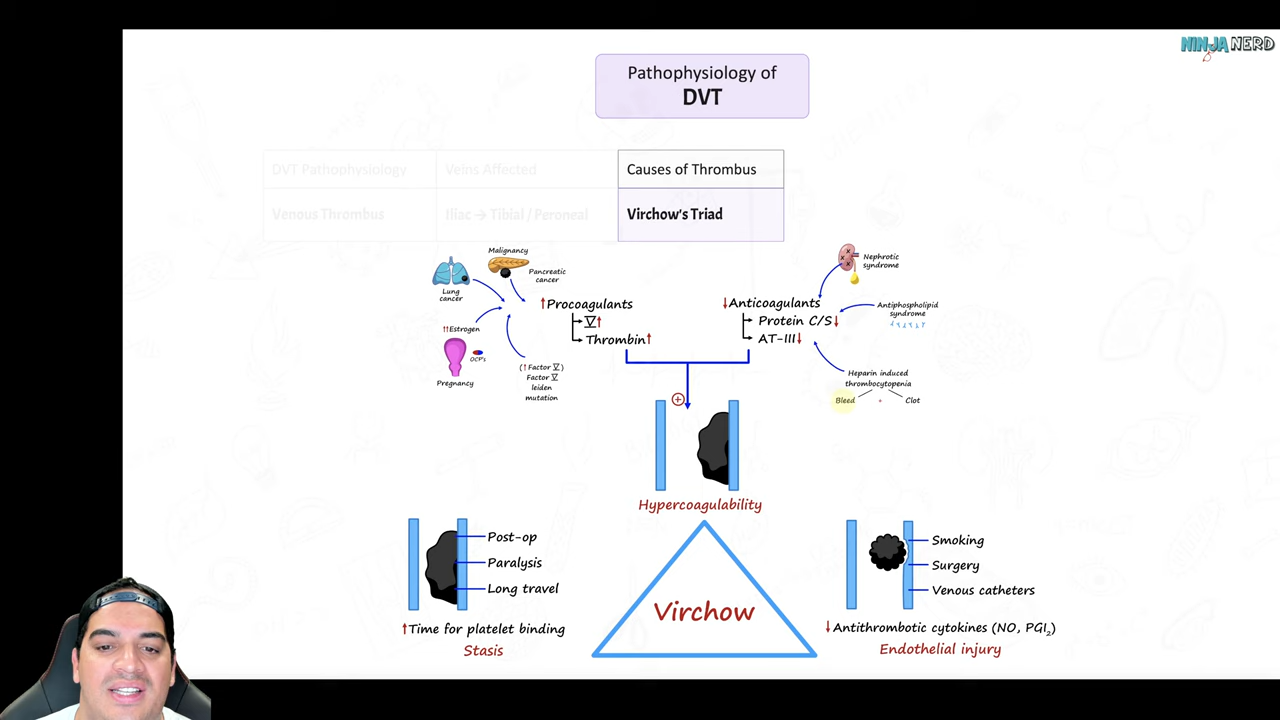 NINJA NERD
Pathophysiology of
DVT
DVT Pathophysiology
Veins Affected
Causes of Thrombus
Venous Thrombus
Iliac → Tibial / Peroneal
Virchow's Triad
Malignancy
Pancreatic
cancer
Lung
cancer
↑↑Estrogen
OCP's
Pregnancy
(↑ Factor V)
Factor V
leiden
mutation
↑Procoagulants
V↑
Thrombin↑
↓Anticoagulants
Protein C/S↓
AT-III↓
Nephrotic
syndrome
Antiphospholipid
syndrome
Heparin induced
thrombocytopenia
Bleed + Clot
+
Hypercoagulability
Post-op
Paralysis
Long travel
↑Time for platelet binding
Stasis
Virchow
Smoking
Surgery
Venous catheters
↓Antithrombotic cytokines (NO, PGI₂)
Endothelial injury